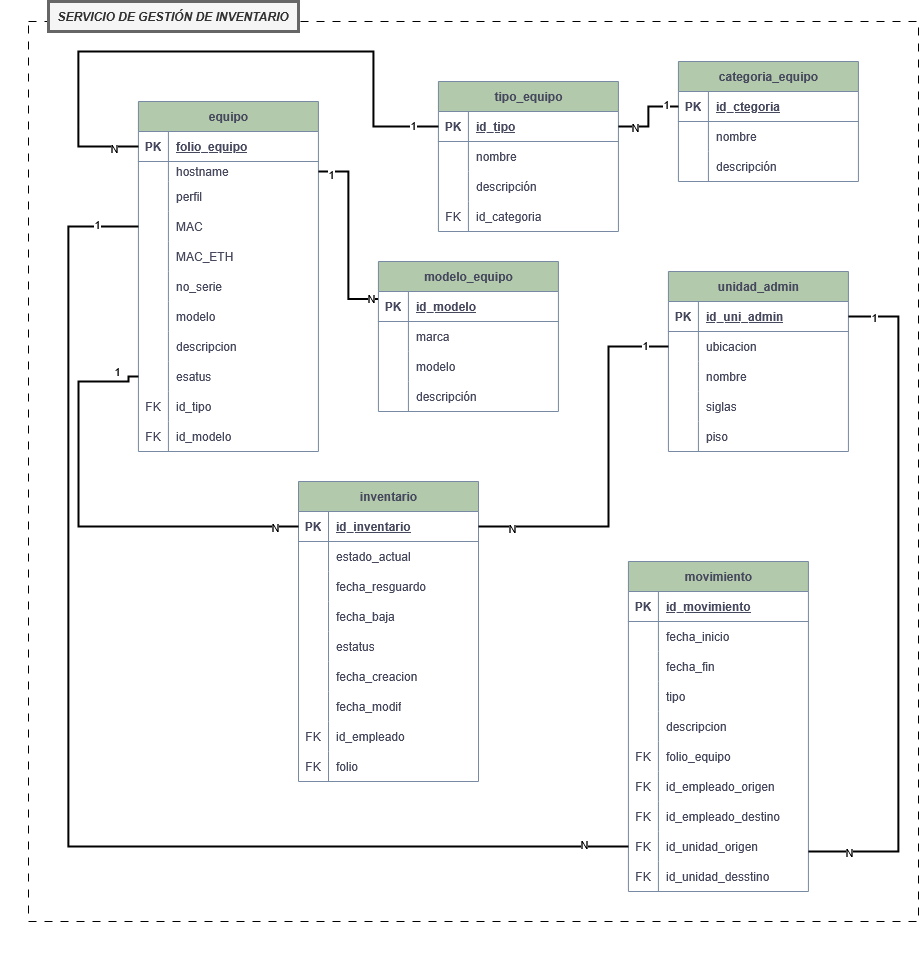 SERVICIO DE GESTIÓN DE INVENTARIO
equipo
PK folio_equipo
hostname
perfil
MAC
MAC_ETH
no_serie
modelo
descripcion
esatus
FK id_tipo
FK id_modelo
tipo_equipo
PK id_tipo
nombre
descripción
FK id_categoria
categoria_equipo
PK id_ctegoria
nombre
descripción
modelo_equipo
PK id_modelo
marca
modelo
descripción
unidad_admin
PK id_uni_admin
ubicacion
nombre
siglas
piso
inventario
PK id_inventario
estado_actual
fecha_resguardo
fecha_baja
estatus
fecha_creacion
fecha_modif
FK id_empleado
FK folio
movimiento
PK id_movimiento
fecha_inicio
fecha_fin
tipo
descripcion
FK folio_equipo
FK id_empleado_origen
FK id_empleado_destino
FK id_unidad_origen
FK id_unidad_desstino
N
1
N
1
1
N
1
N
1
N
1
N
1
N